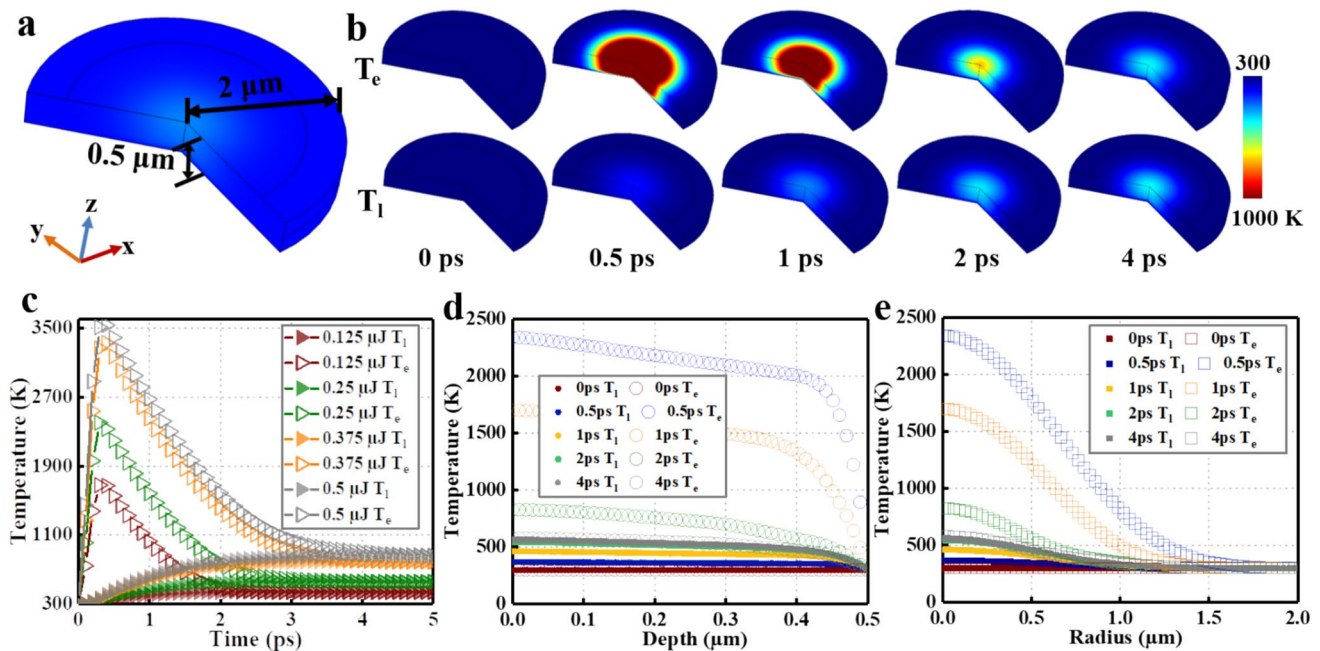 a
2 µm
0.5 µm
z
y
x
b
Te
Tl
0 ps
0.5 ps
1 ps
2 ps
4 ps
300
1000 K
c
3500
2700
1900
1100
300
Temperature (K)
0
1
2
3
4
5
Time (ps)
0.125 µJ Tl
0.125 µJ Te
0.25 µJ Tl
0.25 µJ Te
0.375 µJ Tl
0.375 µJ Te
0.5 µJ Tl
0.5 µJ Te
d
2500
2000
1500
1000
500
0
Temperature (K)
0.0
0.1
0.2
0.3
0.4
0.5
Depth (µm)
0ps Tl 0ps Te
0.5ps Tl 0.5ps Te
1ps Tl 1ps Te
2ps Tl 2ps Te
4ps Tl 4ps Te
e
2500
2000
1500
1000
500
0
Temperature (K)
0.0
0.5
1.0
1.5
2.0
Radius (µm)
0ps Tl 0ps Te
0.5ps Tl 0.5ps Te
1ps Tl 1ps Te
2ps Tl 2ps Te
4ps Tl 4ps Te